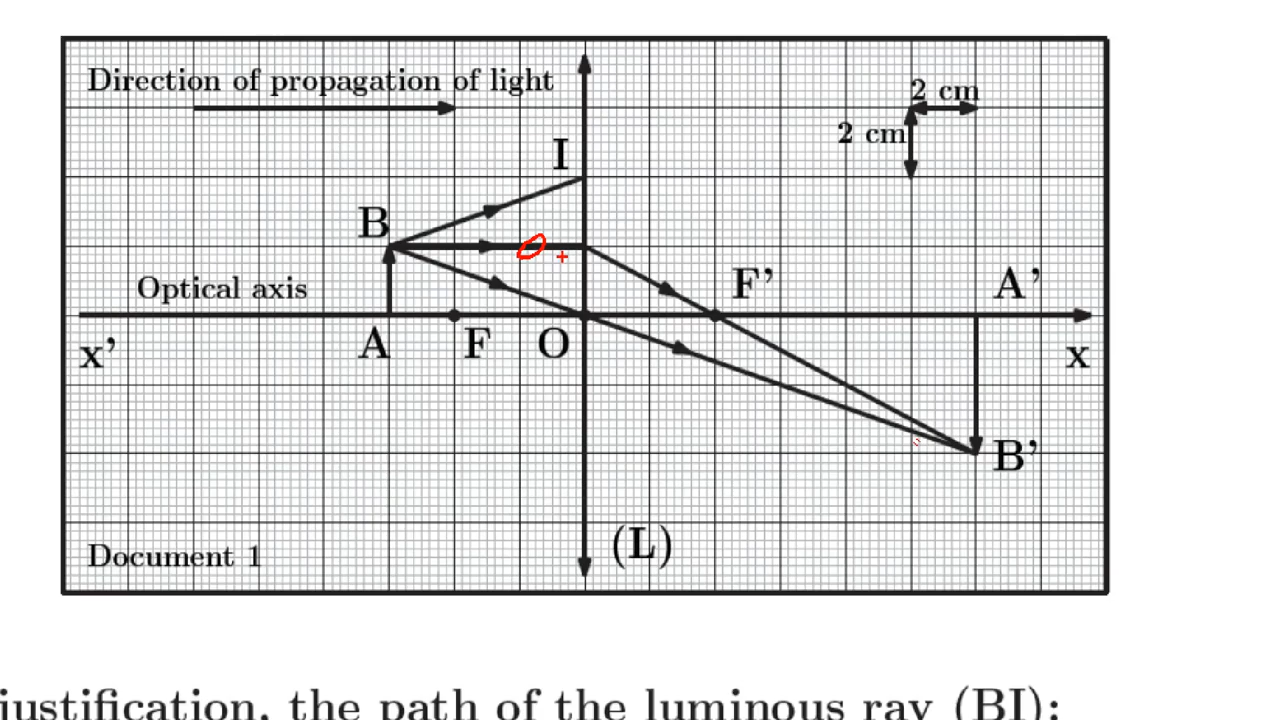 Direction of propagation of light
2 cm
2 cm
I
B
Optical axis
F’
A'
x’
A
F
O
x
B’
(L)
Document 1
justification, the path of the luminous ray (BI):